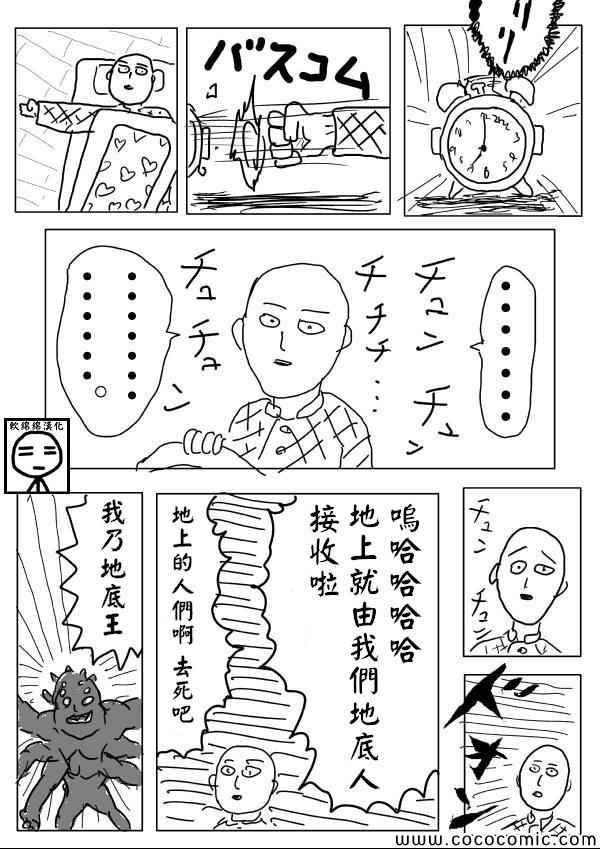 リリリ
バスコム
チュン
チュン
チチチ…
チュ
チュン
………………
………………。
軟綿綿漢化
チュン
チュン
嗚哈哈哈哈
地上就由我們地底人
接收啦
地上的人們啊 去死吧
我乃地底王
www.cococomic.com